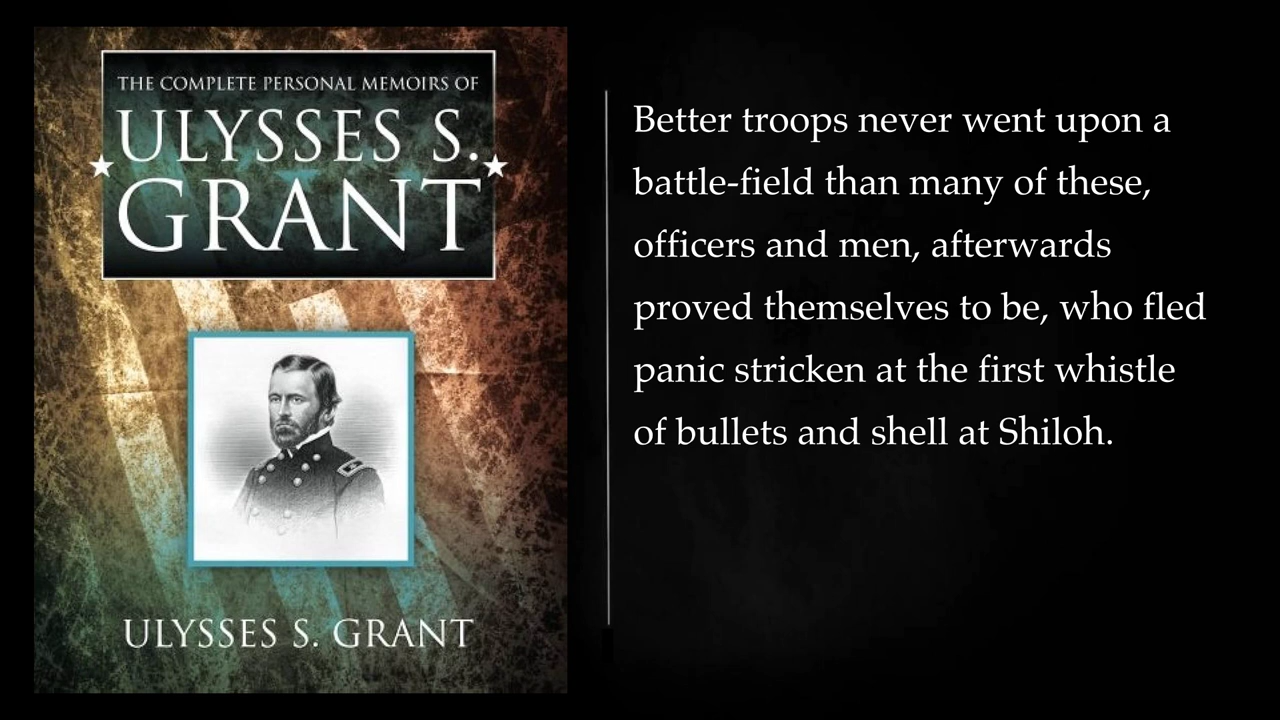 THE COMPLETE PERSONAL MEMOIRS OF
ULYSSES S.
GRANT
ULYSSES S. GRANT
Better troops never went upon a
battle-field than many of these,
officers and men, afterwards
proved themselves to be, who fled
panic stricken at the first whistle
of bullets and shell at Shiloh.